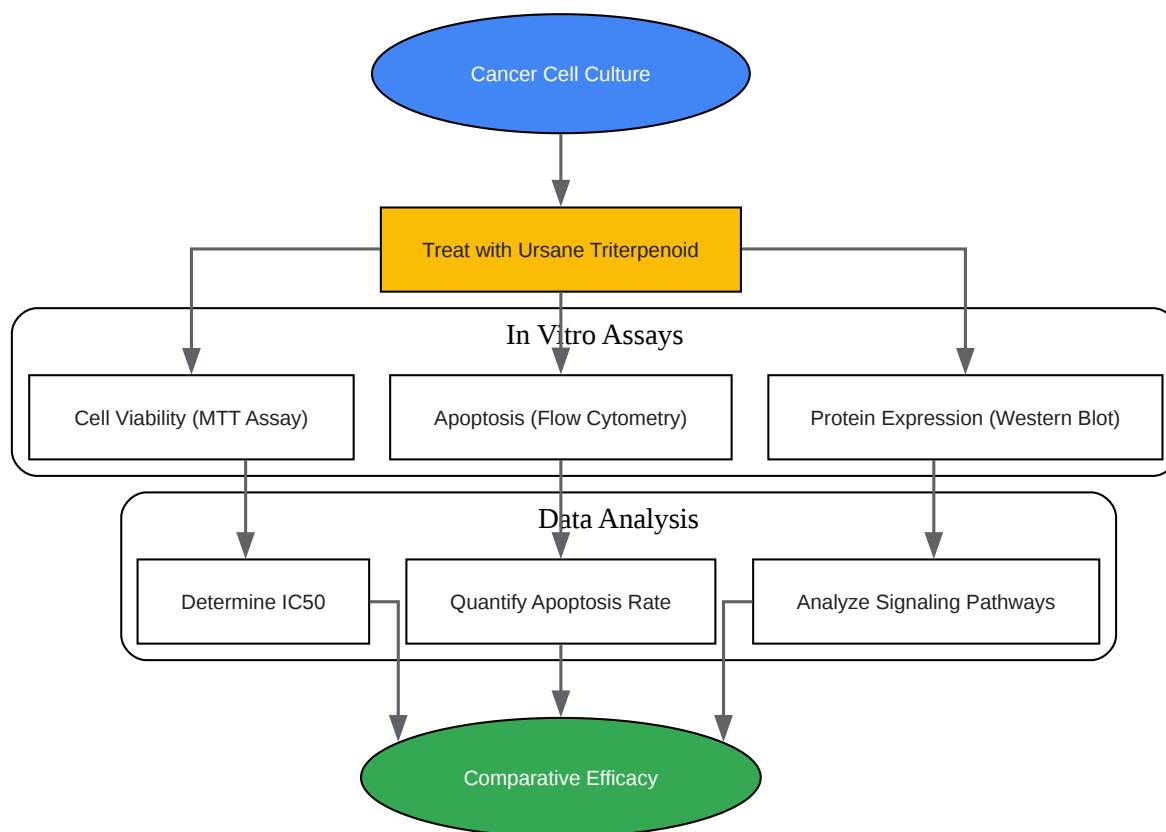 Cancer Cell Culture
Treat with Ursane Triterpenoid
In Vitro Assays
Cell Viability (MTT Assay)
Apoptosis (Flow Cytometry)
Protein Expression (Western Blot)
Data Analysis
Determine IC50
Quantify Apoptosis Rate
Analyze Signaling Pathways
Comparative Efficacy